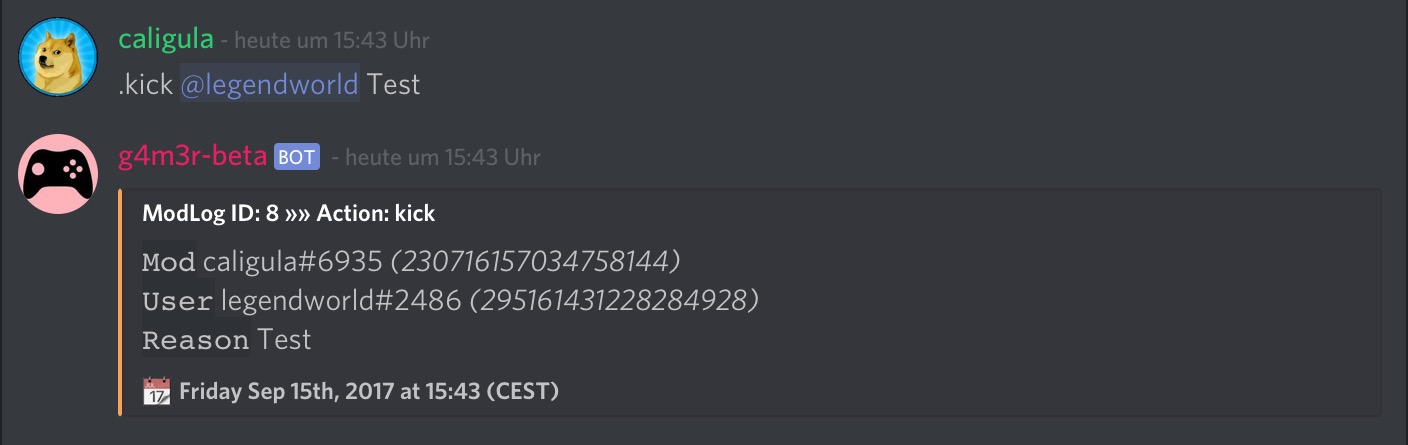 caligula - heute um 15:43 Uhr
.kick @legendworld Test
g4m3r-beta BOT - heute um 15:43 Uhr
ModLog ID: 8 »» Action: kick
Mod caligula#6935 (230716157034758144)
User legendworld#2486 (295161431228284928)
Reason Test
17 Friday Sep 15th, 2017 at 15:43 (CEST)